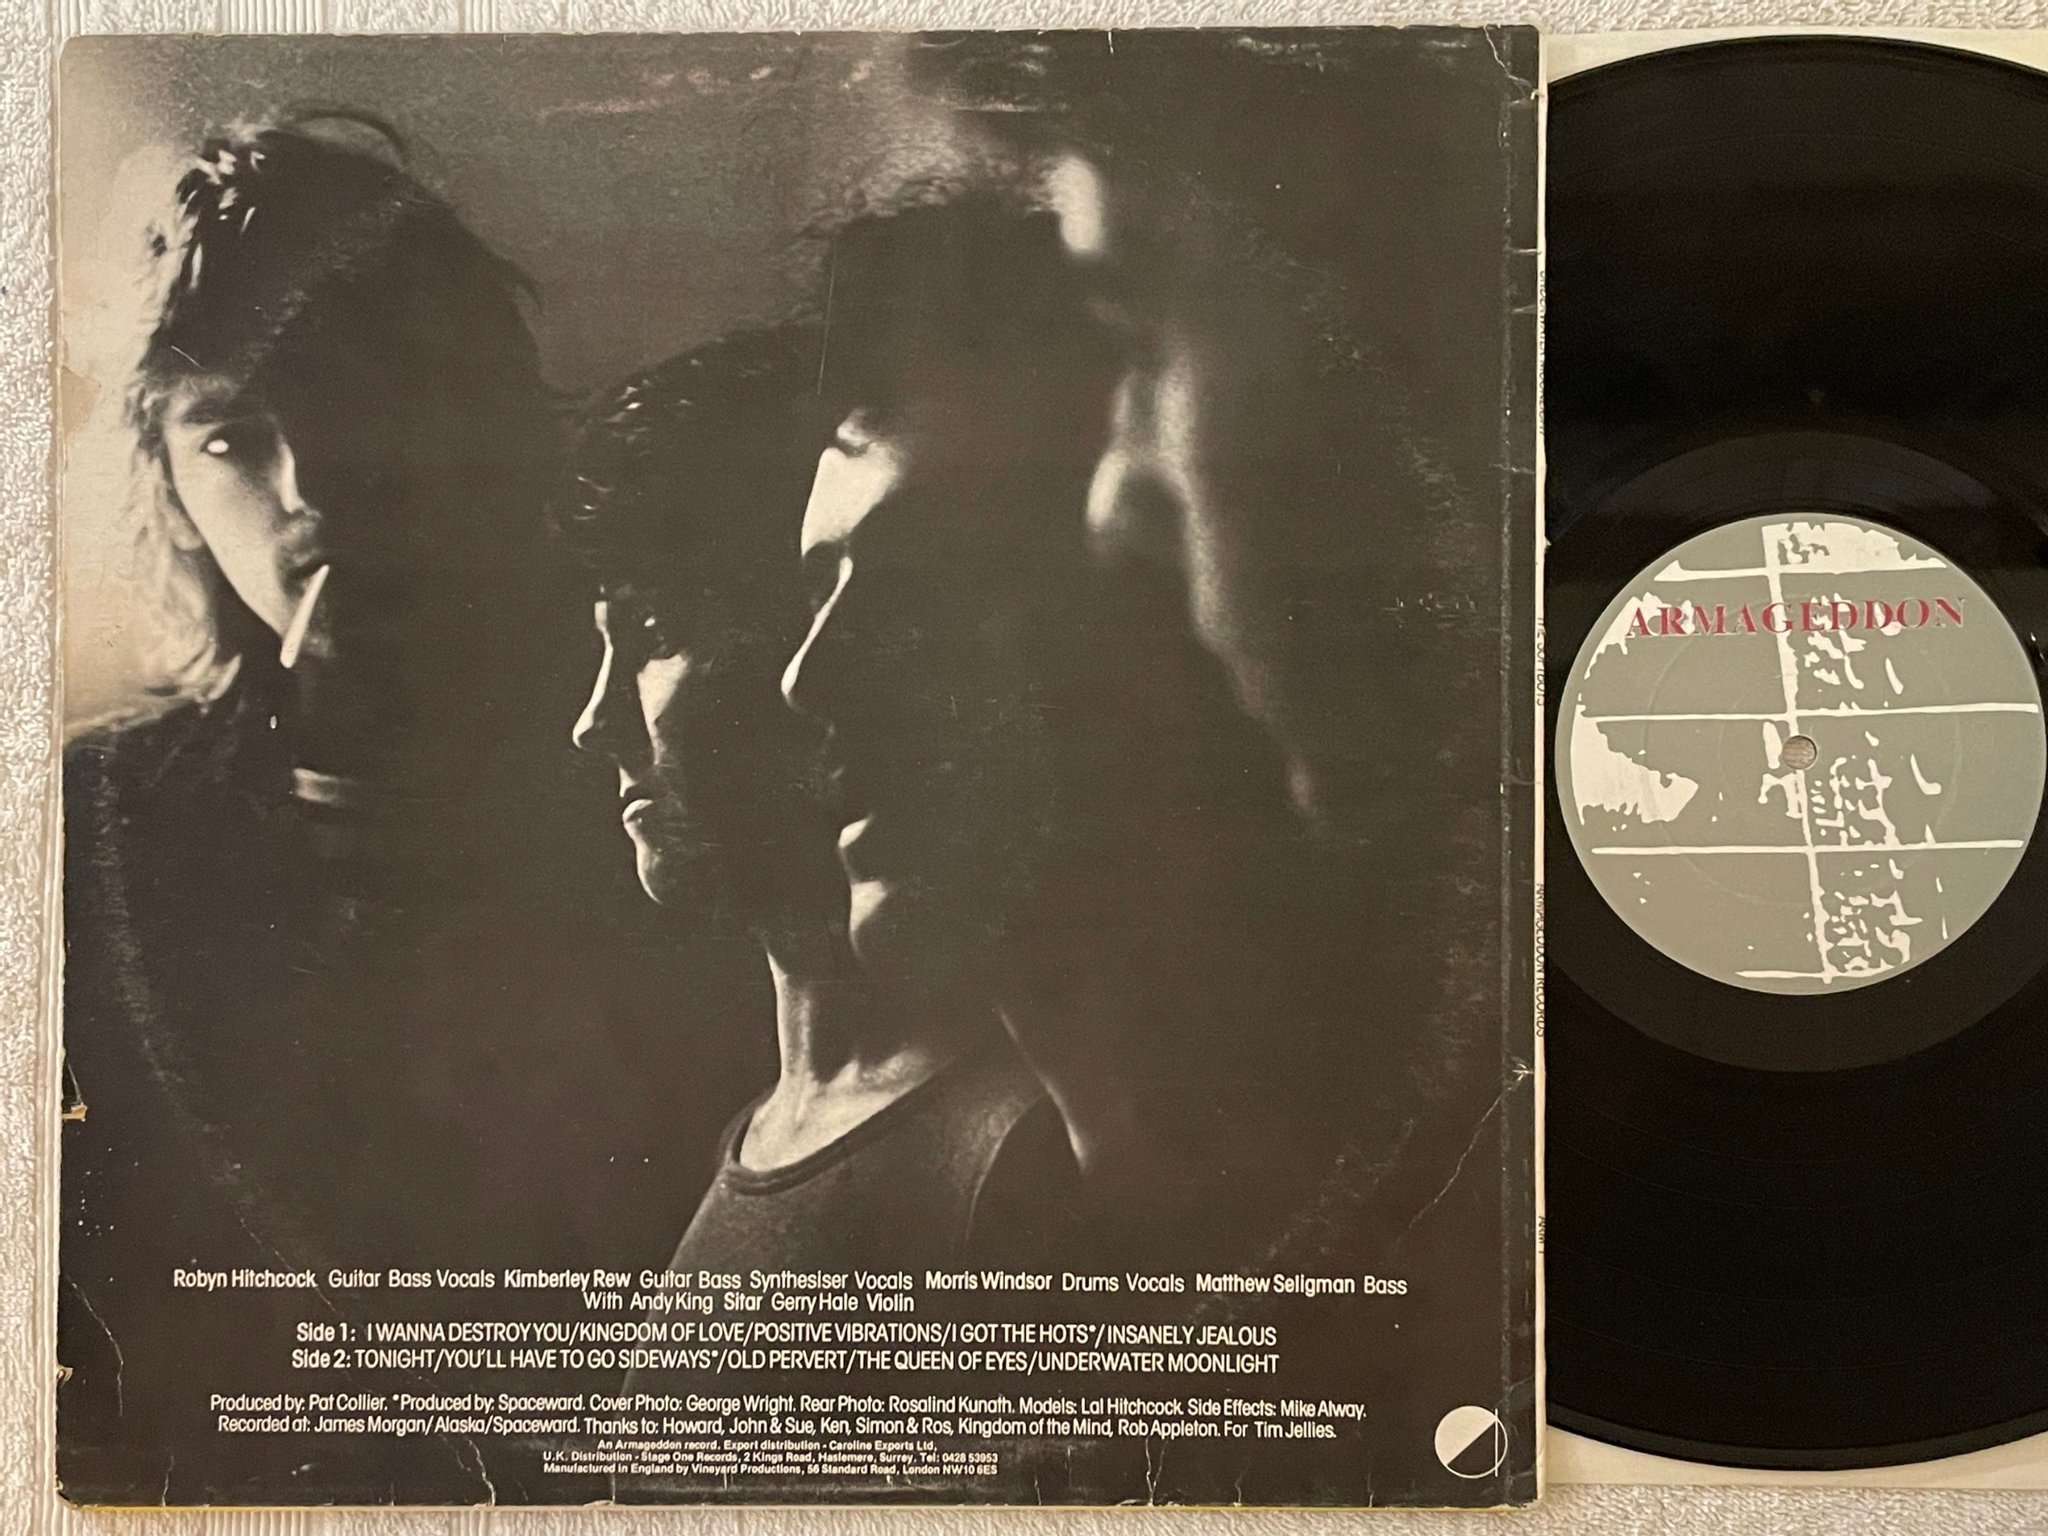 Robyn Hitchcock Guitar Bass Vocals Kimberley Rew Guitar Bass Synthesiser Vocals Morris Windsor Drums Vocals Matthew Seligman Bass
With Andy King Sitar Gerry Hale Violin
Side 1: I WANNA DESTROY YOU/KINGDOM OF LOVE/POSITIVE VIBRATIONS/I GOT THE HOTS*/INSANELY JEALOUS
Side 2: TONIGHT/YOU'LL HAVE TO GO SIDEWAYS*/OLD PERVERT/THE QUEEN OF EYES/UNDERWATER MOONLIGHT
Produced by: Pat Collier. *Produced by: Spaceward. Cover Photo: George Wright. Rear Photo: Rosalind Kunath. Models: Lal Hitchcock. Side Effects: Mike Alway.
Recorded at: James Morgan/Alaska/Spaceward. Thanks to: Howard, John & Sue, Ken, Simon & Ros, Kingdom of the Mind, Rob Appleton. For Tim Jellies.
An Armageddon record. Export distribution - Caroline Exports Ltd,
U.K. Distribution - Stage One Records, 2 Kings Road, Haslemere, Surrey. Tel: 0428 53953
Manufactured in England by Vineyard Productions, 56 Standard Road, London NW10 6ES
UNDERWATER MOONLIGHT
THE SOFT BOYS
ARMAGEDDON RECORDS
ARMAGEDDON